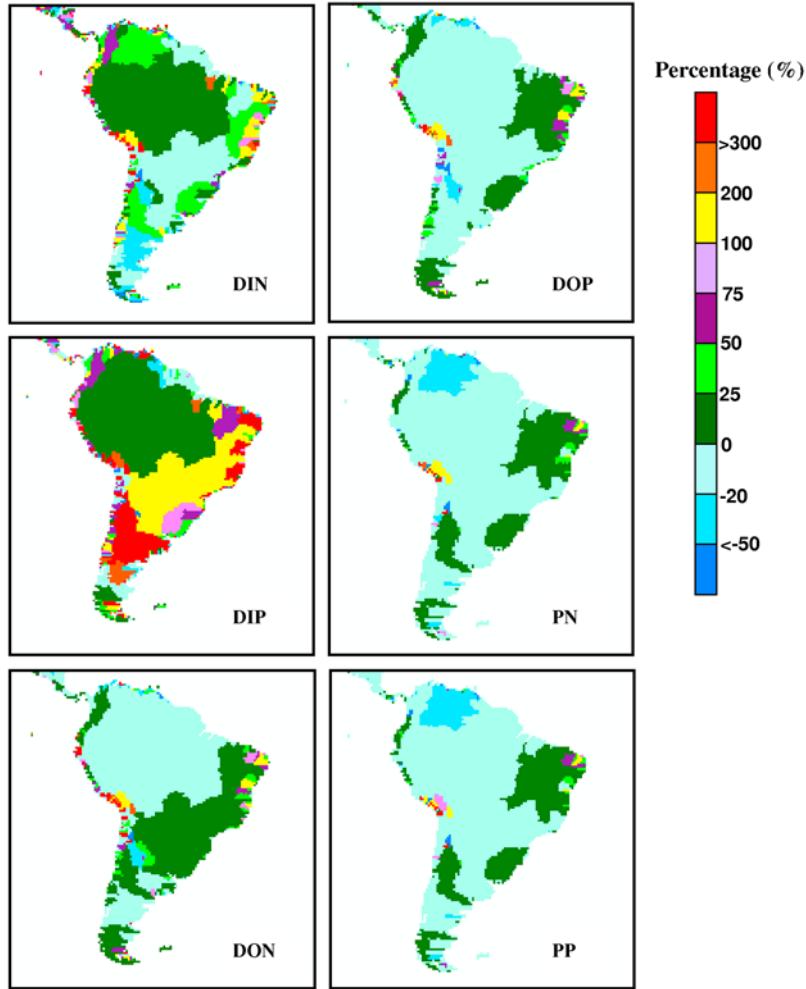 Percentage (%)
>300
200
100
75
50
25
0
-20
<-50
DIN
DOP
DIP
PN
DON
PP